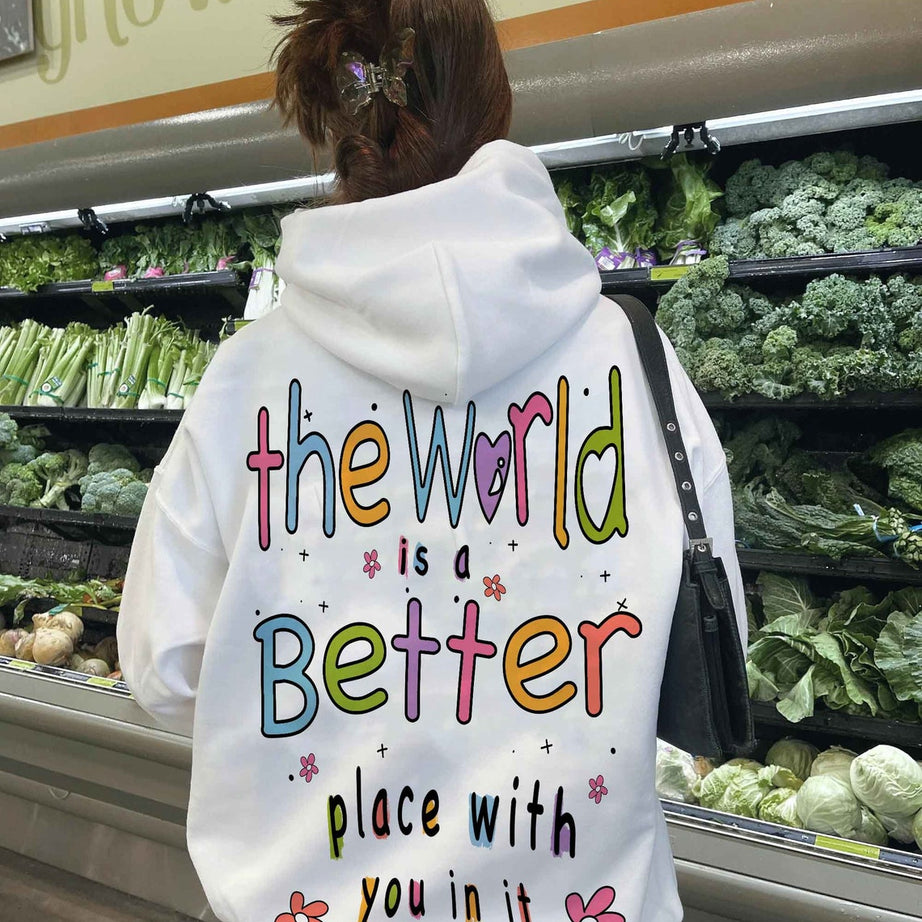 the World
is a
Better
place with
you in it